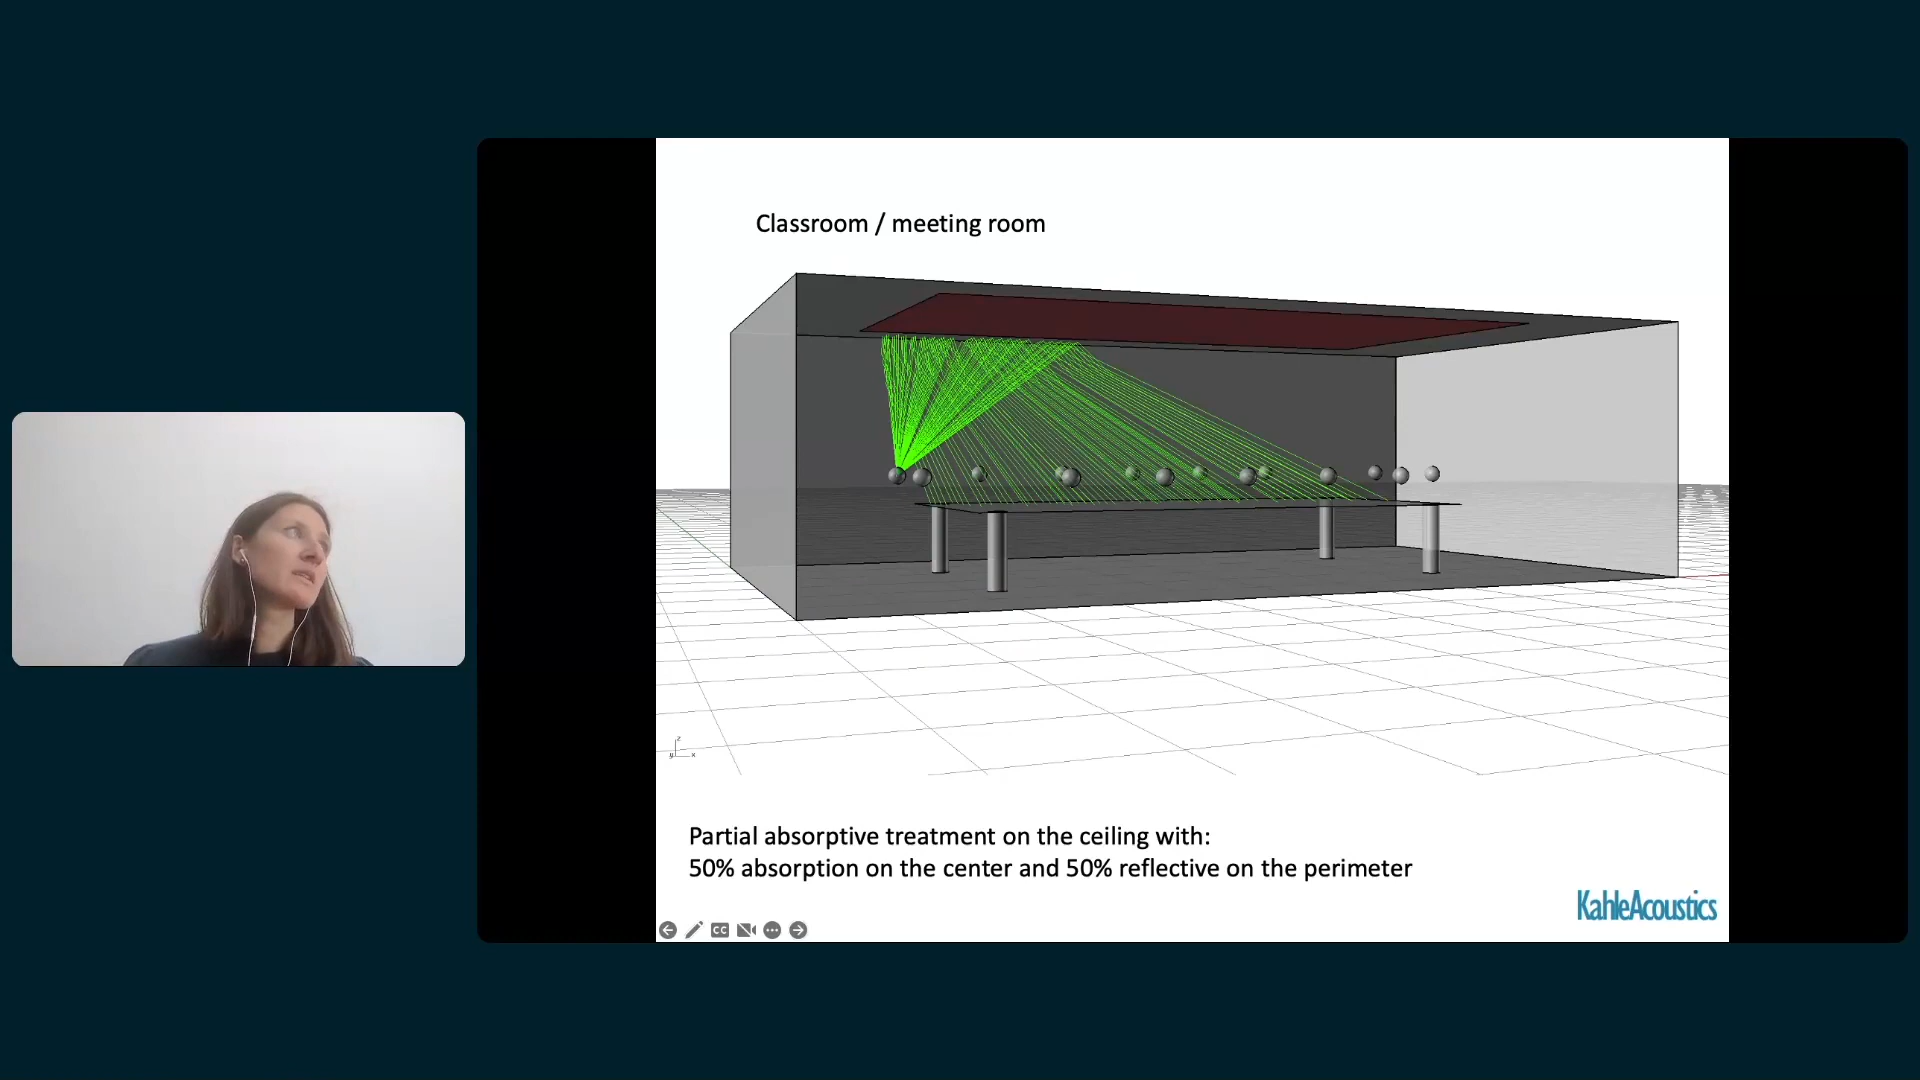 Classroom / meeting room
z
y
x
Partial absorptive treatment on the ceiling with:
50% absorption on the center and 50% reflective on the perimeter
KahleAcoustics
CC